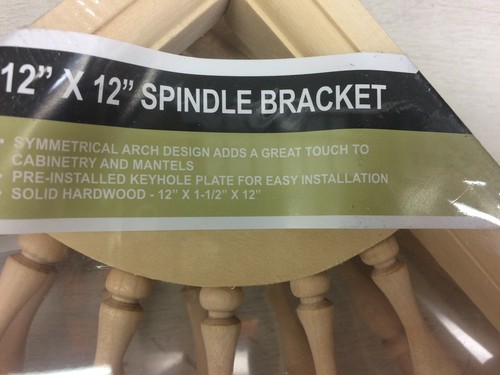 12" X 12" SPINDLE BRACKET
• SYMMETRICAL ARCH DESIGN ADDS A GREAT TOUCH TO
CABINETRY AND MANTELS
• PRE-INSTALLED KEYHOLE PLATE FOR EASY INSTALLATION
• SOLID HARDWOOD - 12" X 1-1/2" X 12"